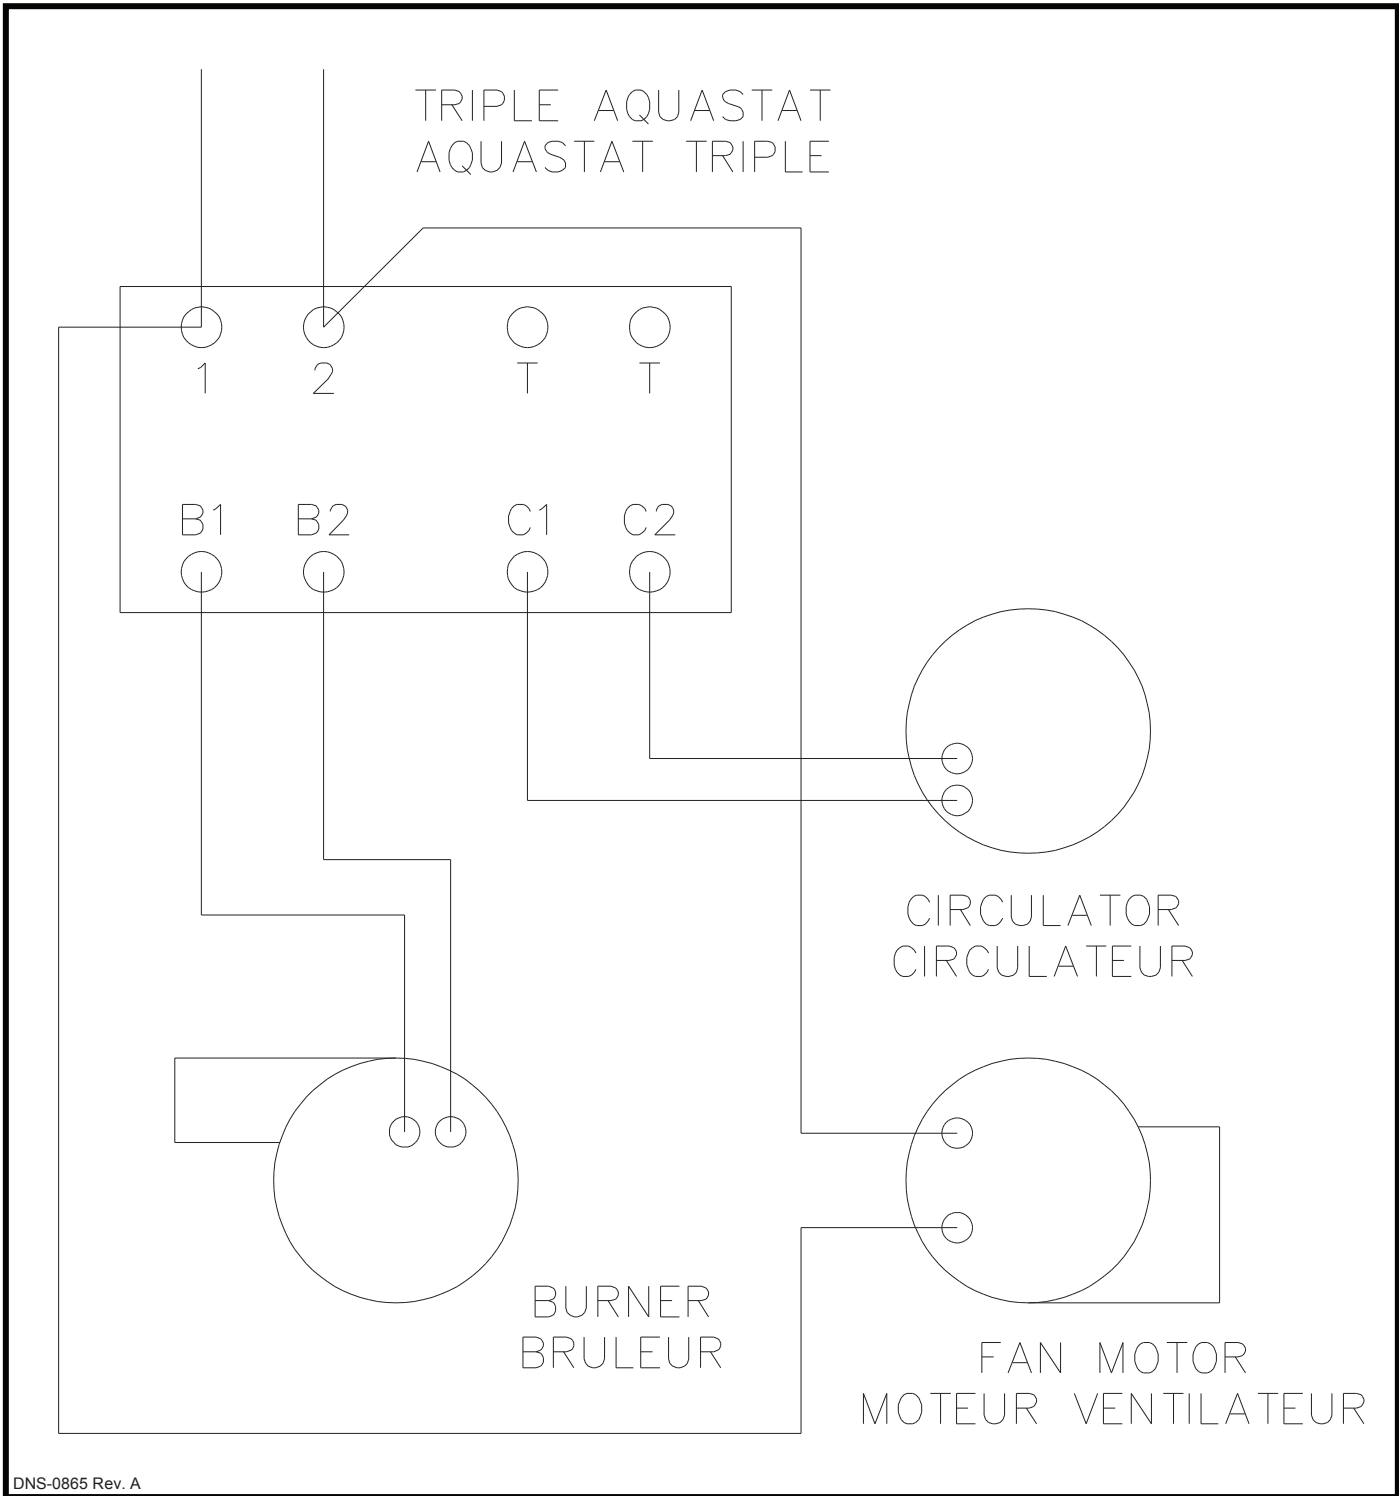 TRIPLE AQUASTAT
AQUASTAT TRIPLE
1 2 T T
B1 B2 C1 C2
CIRCULATOR
CIRCULATEUR
BURNER
BRULEUR
FAN MOTOR
MOTEUR VENTILATEUR
DNS-0865 Rev. A